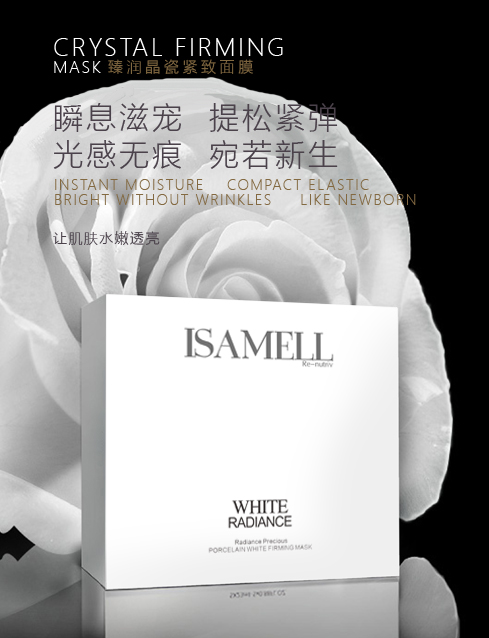 CRYSTAL FIRMING
MASK 臻润晶瓷紧致面膜
瞬息滋宠 提松紧弹
光感无痕 宛若新生
INSTANT MOISTURE COMPACT ELASTIC
BRIGHT WITHOUT WRINKLES LIKE NEWBORN
让肌肤水嫩透亮
ISAMELL
Re-nutriv
WHITE
RADIANCE
Radiance Precious
PORCELAIN WHITE FIRMING MASK